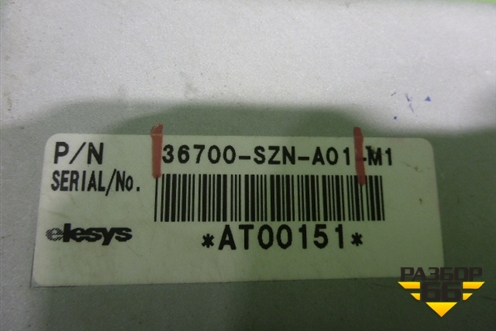 P/N 36700-SZN-A01-M1
SERIAL/No.
elesys
*AT00151*
РАЗБОР
66